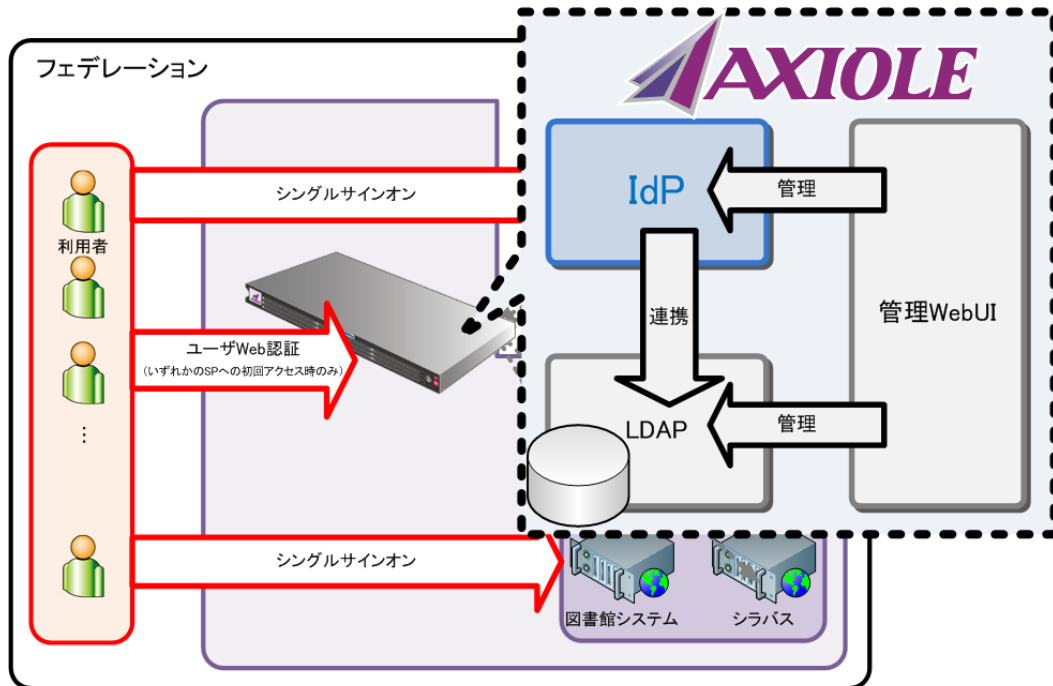 フェデレーション
AXIOLE
シングルサインオン
利用者
IdP
管理
連携
管理WebUI
ユーザWeb認証
(いずれかのSPへの初回アクセス時のみ)
…
LDAP
管理
シングルサインオン
図書館システム
シラバス